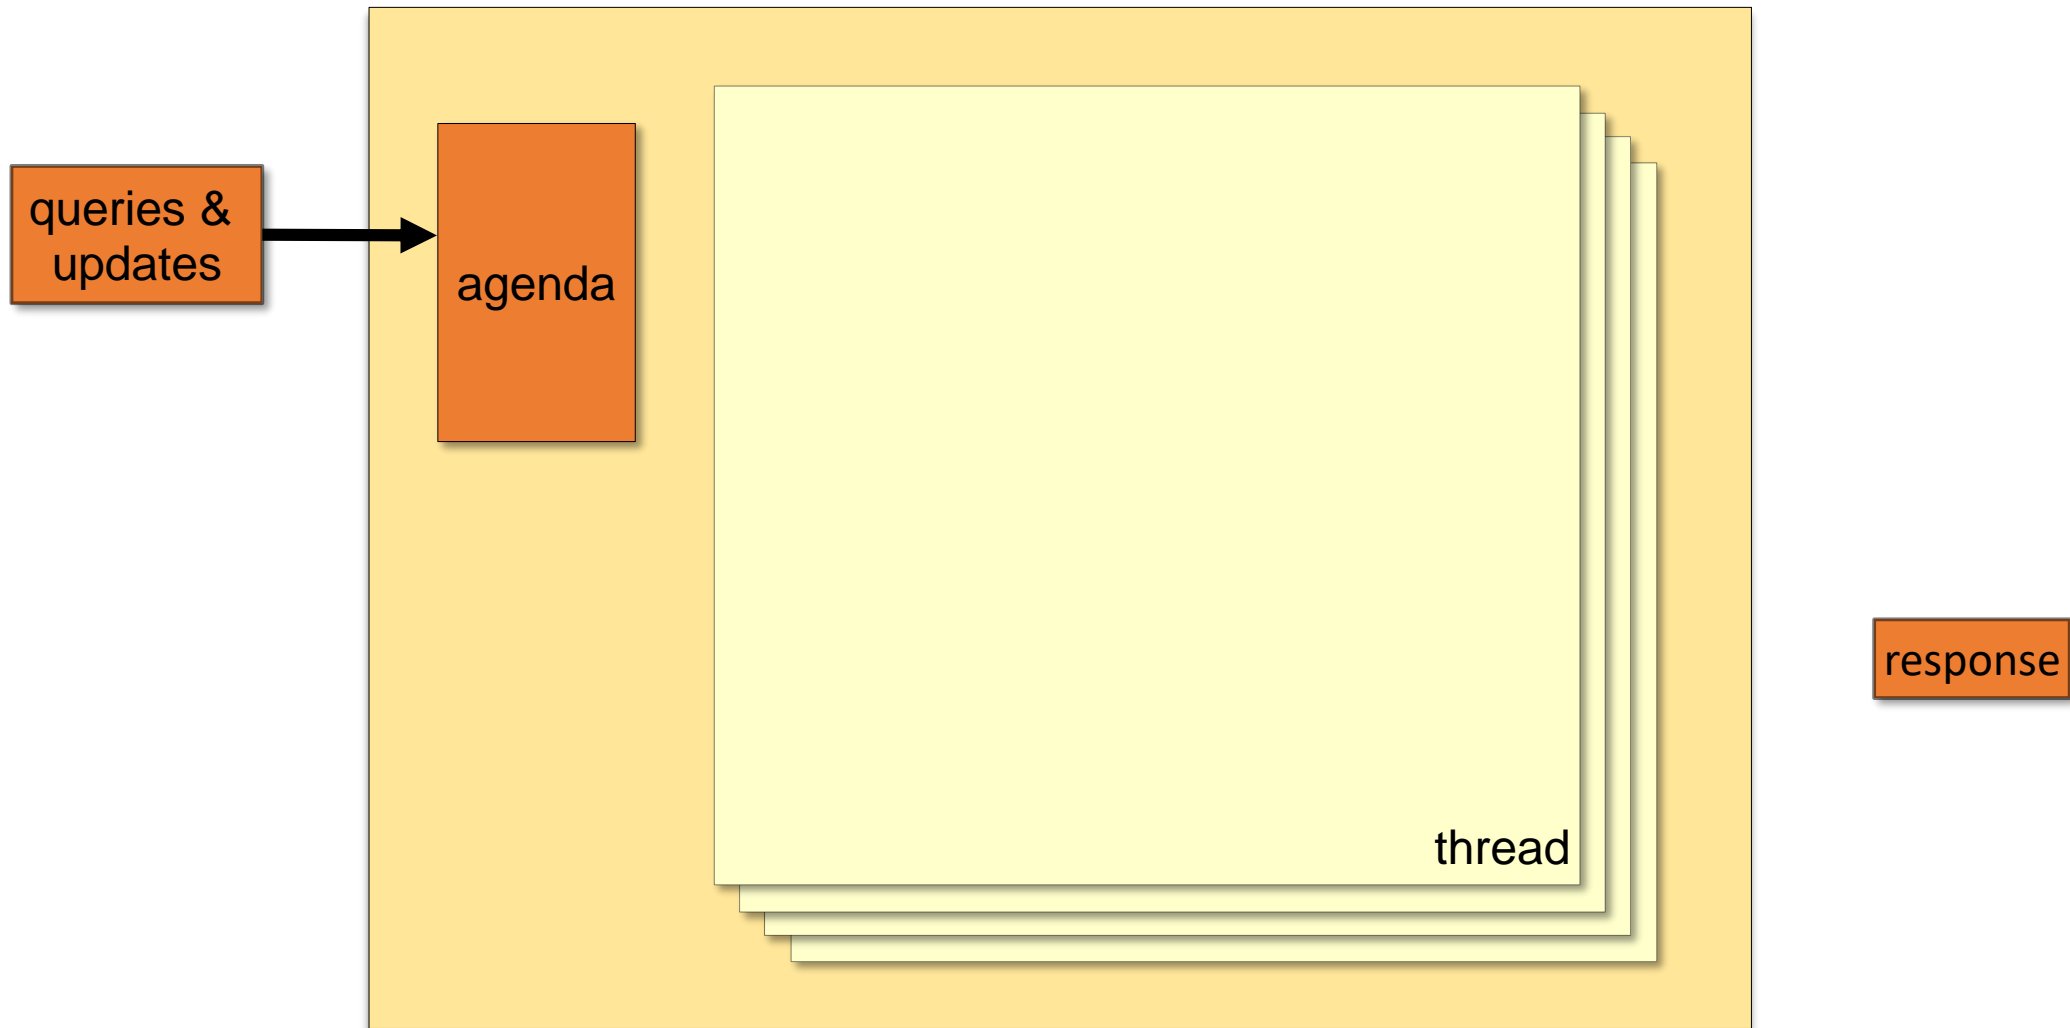 queries &
updates
agenda
thread
response